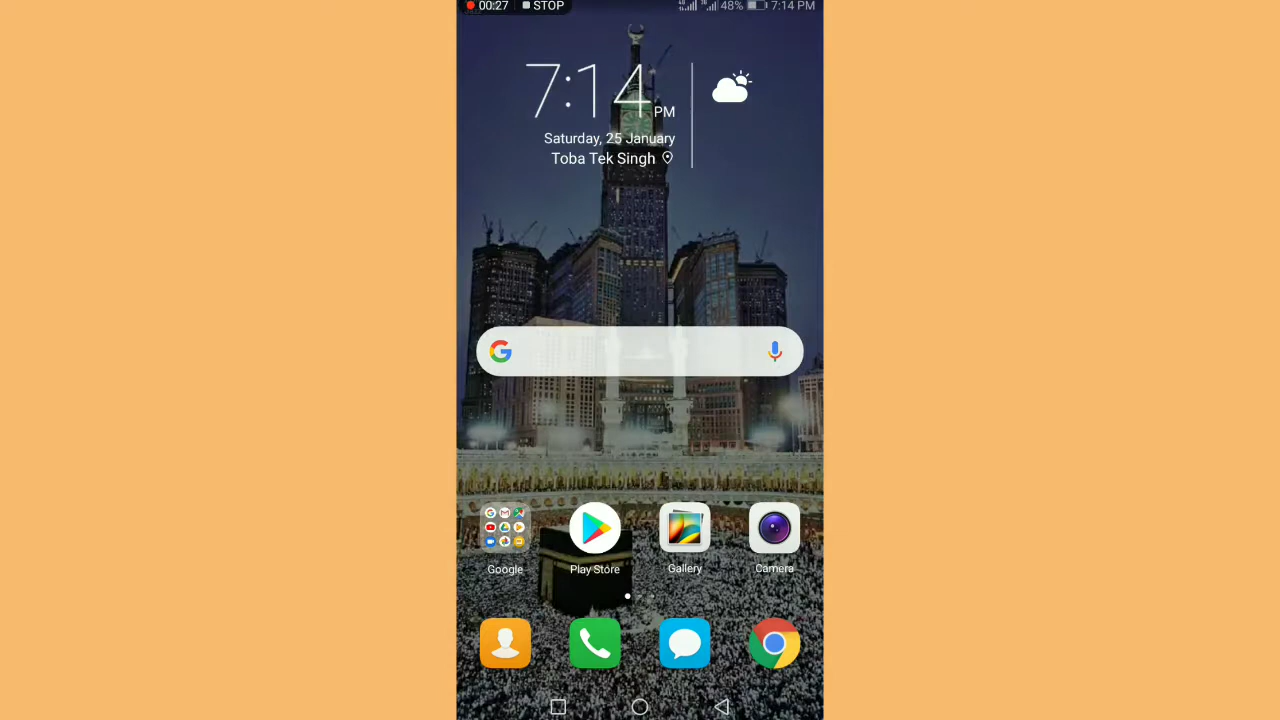 00:27 STOP 48% 7:14 PM
7:14 PM
Saturday, 25 January
Toba Tek Singh
Google Play Store Gallery Camera